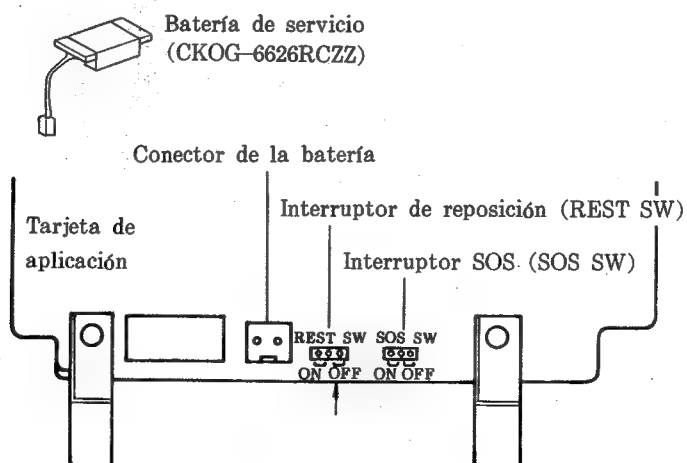 Batería de servicio
(CKOG-6626RCZZ)
Conector de la batería
Interruptor de reposición (REST SW)
Tarjeta de
aplicación
Interruptor SOS (SOS SW)
REST SW SOS SW
ON OFF ON OFF